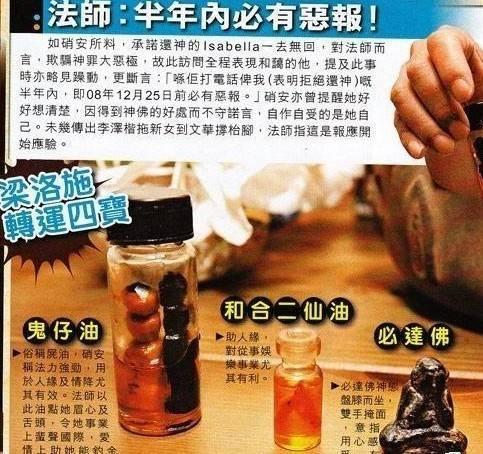 法師：半年內必有惡報！
如硝安所料，承諾還神的Isabella一去無回，對法師而
言，欺騙神罪大惡極，故此訪問全程表現和藹的他，提及此事
時亦略見躁動，更斷言：「喺佢打電話俾我(表明拒絕還神)嘅
半年內，即08年12月25日前必有惡報。」硝安亦曾提醒她好
好想清楚，因得到神佛的好處而不守諾言，自作自受的是她自
己。未幾傳出李澤楷拖新女到文華撐枱腳，法師指這是報應開
始應驗。
梁洛施
轉運四寶
鬼仔油
▶俗稱屍油，硝安
稱法力強勁，用
於人緣及情降尤
其有效。法師以
此油點她眉心及
舌頭，令她事業
上蜚聲國際，愛
情上助她能釣金
和合二仙油
▶助人緣，
對從事娛
樂事業尤
其有利。
必達佛
▶必達佛神態
盤膝而坐，
雙手掩面
，意指
用心感